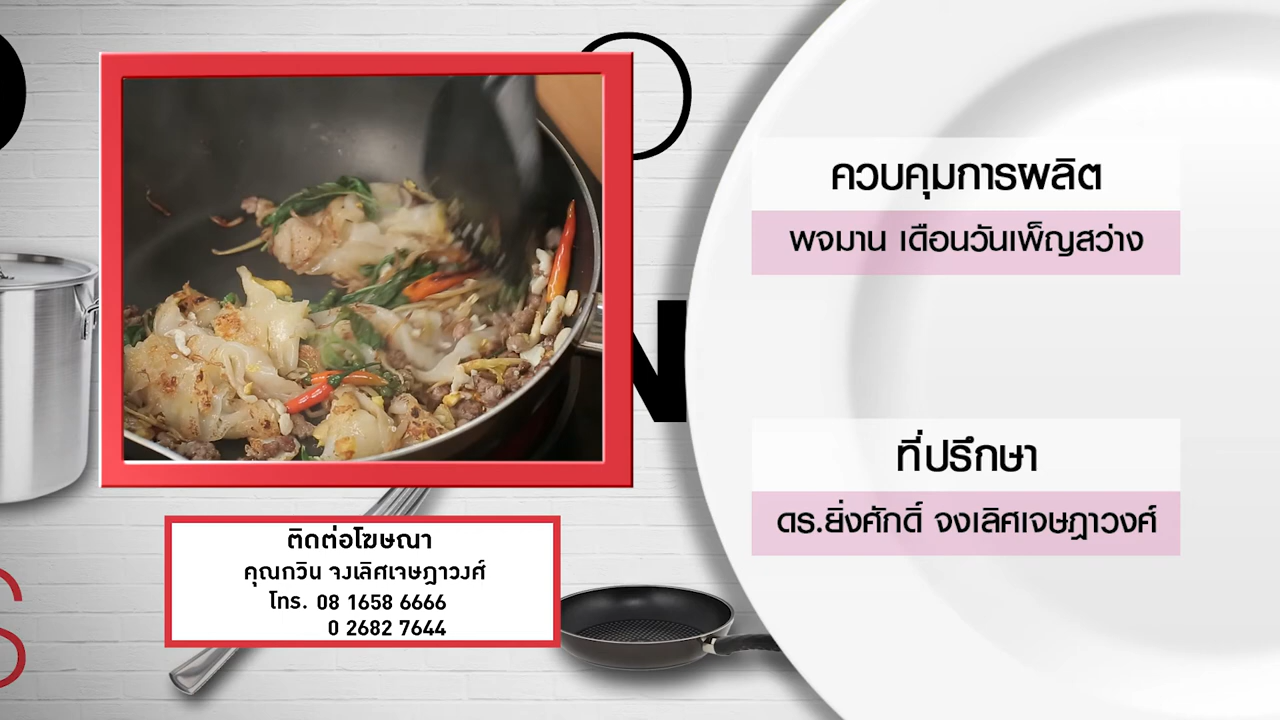 ควบคุมการผลิต
พจมาน เดือนวันเพ็ญสว่าง
ที่ปรึกษา
ดร.ยิ่งศักดิ์ จงเลิศเจษฎาวงศ์
ติดต่อโฆษณา
คุณกวิน จงเลิศเจษฎาวงศ์
โทร. 08 1658 6666
0 2682 7644